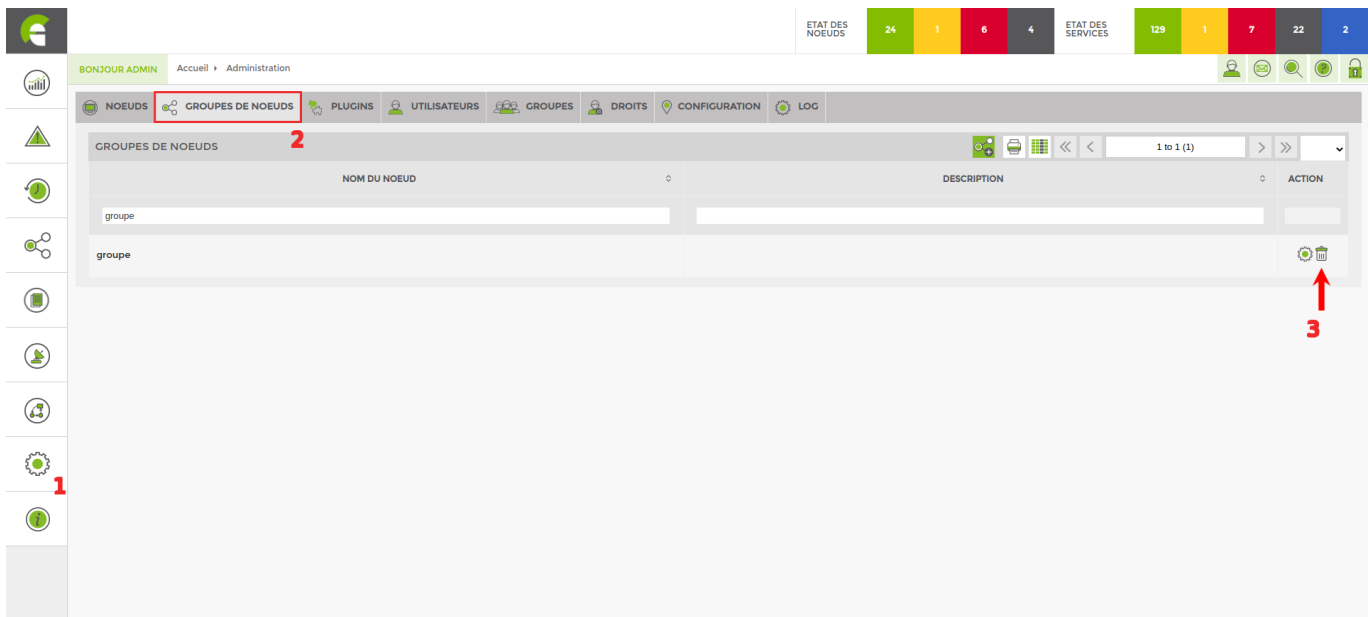 ETAT DES NOEUDS 24 1 6 4 ETAT DES SERVICES 129 1 7 22 2
BONJOUR ADMIN Accueil Administration
NOEUDS GROUPES DE NOEUDS PLUGINS UTILISATEURS GROUPES DROITS CONFIGURATION LOG
2
GROUPES DE NOEUDS 1 to 1 (1)
NOM DU NOEUD DESCRIPTION ACTION
groupe
groupe
3
1